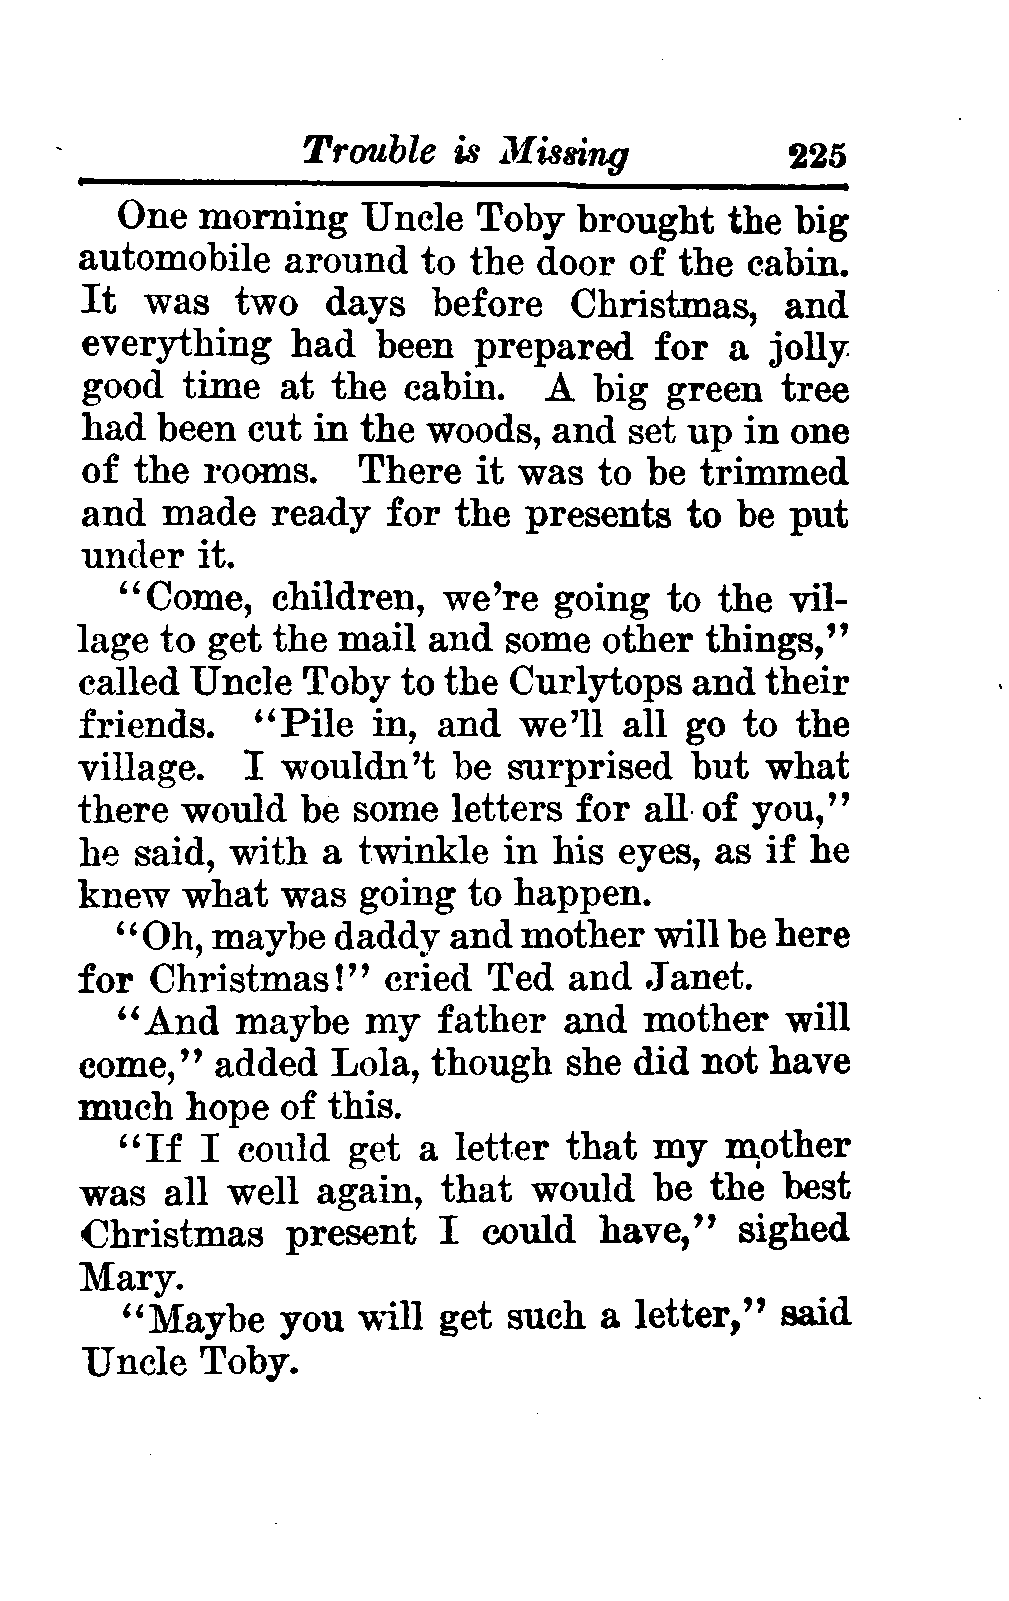 Trouble is Missing 225
One morning Uncle Toby brought the big
automobile around to the door of the cabin.
It was two days before Christmas, and
everything had been prepared for a jolly
good time at the cabin. A big green tree
had been cut in the woods, and set up in one
of the rooms. There it was to be trimmed
and made ready for the presents to be put
under it.
"Come, children, we're going to the vil-
lage to get the mail and some other things,"
called Uncle Toby to the Curlytops and their
friends. "Pile in, and we'll all go to the
village. I wouldn't be surprised but what
there would be some letters for all of you,"
he said, with a twinkle in his eyes, as if he
knew what was going to happen.
"Oh, maybe daddy and mother will be here
for Christmas!" cried Ted and Janet.
"And maybe my father and mother will
come," added Lola, though she did not have
much hope of this.
"If I could get a letter that my mother
was all well again, that would be the best
Christmas present I could have," sighed
Mary.
"Maybe you will get such a letter," said
Uncle Toby.